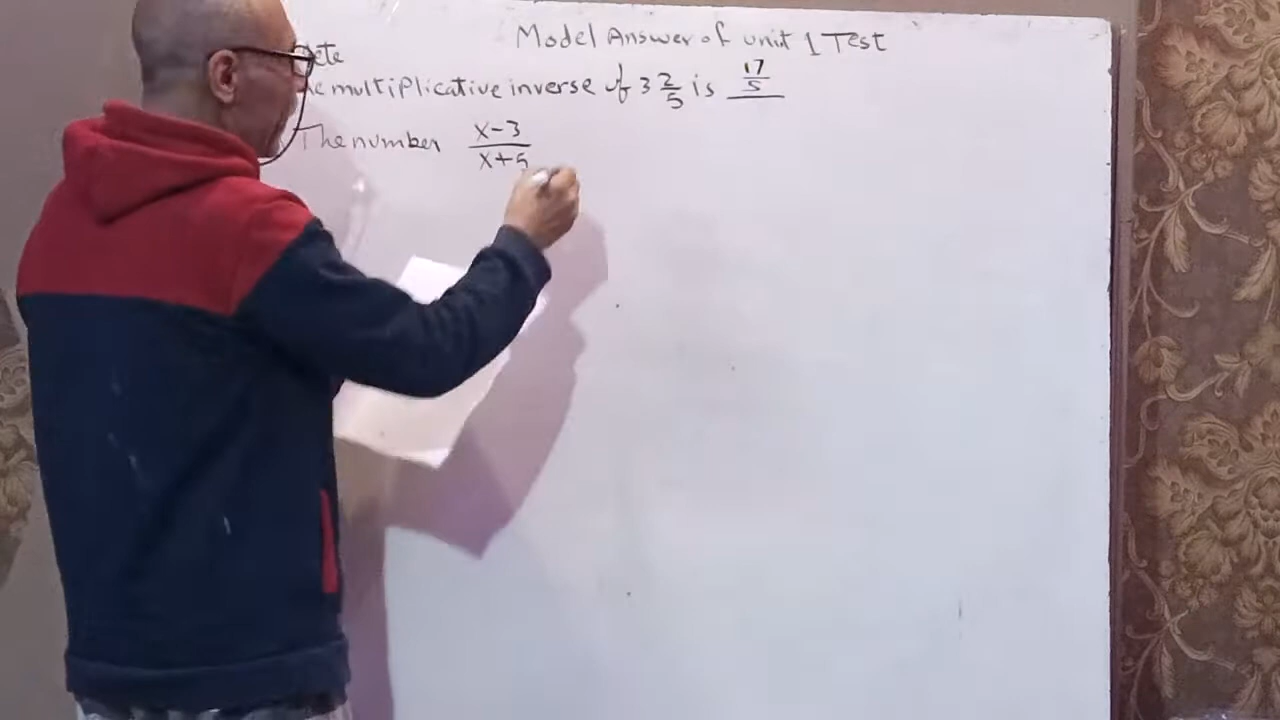 Model Answer of unit 1 Test
multiplicative inverse of 3 2/5 is 17/5
The number x-3/x+5